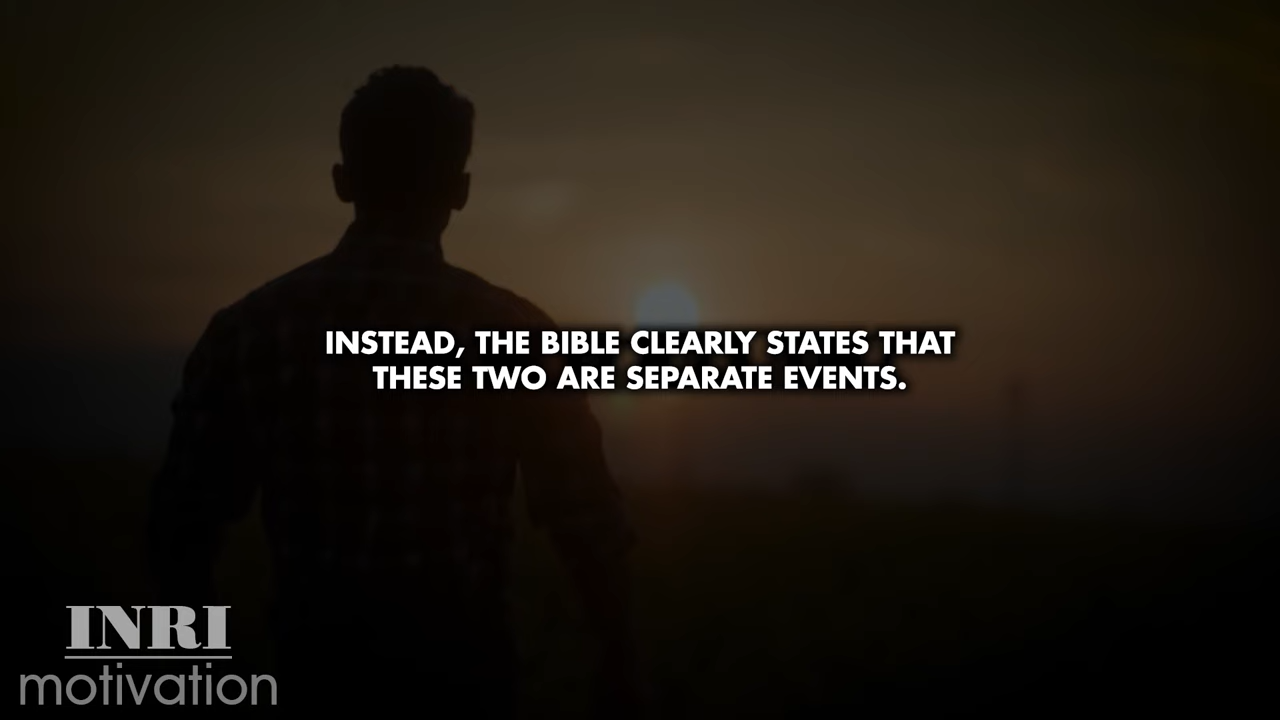 INSTEAD, THE BIBLE CLEARLY STATES THAT
THESE TWO ARE SEPARATE EVENTS.
INRI
motivation